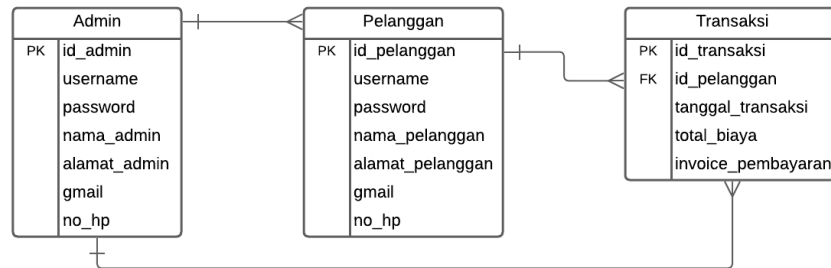 Admin
PK id_admin
username
password
nama_admin
alamat_admin
gmail
no_hp
Pelanggan
PK id_pelanggan
username
password
nama_pelanggan
alamat_pelanggan
gmail
no_hp
Transaksi
PK id_transaksi
FK id_pelanggan
tanggal_transaksi
total_biaya
invoice_pembayaran